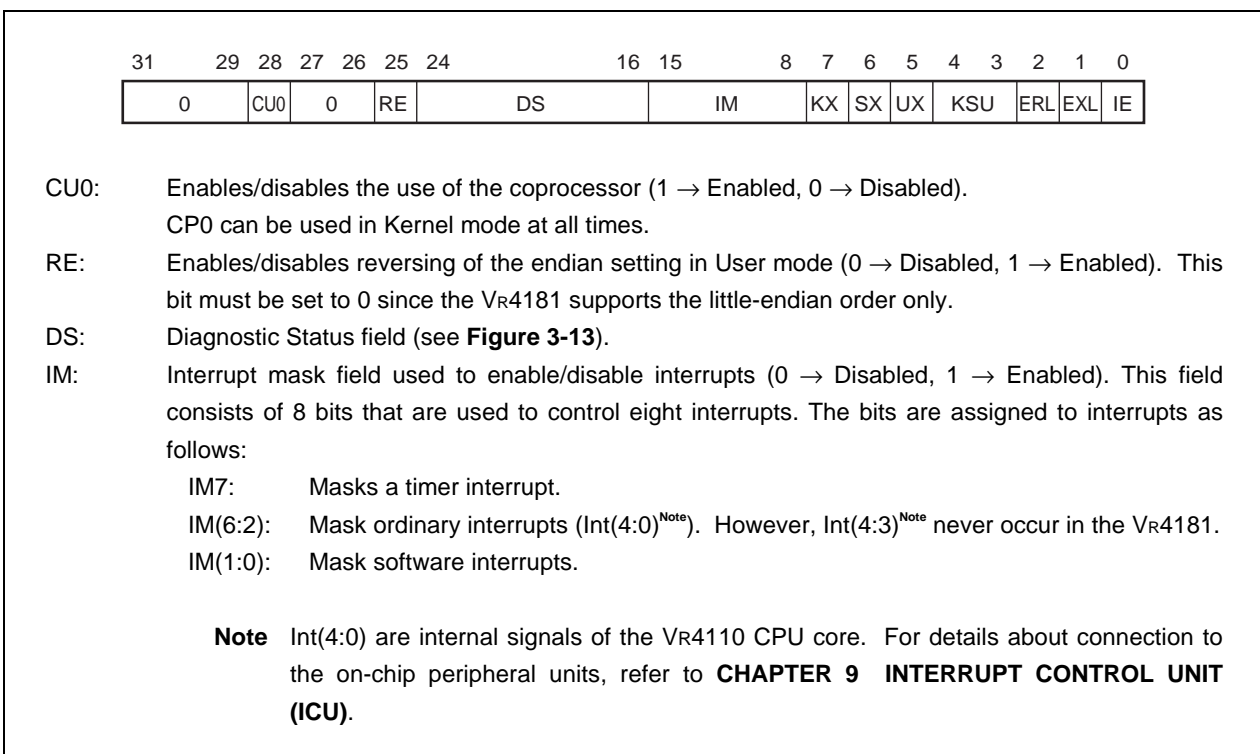 31 29 28 27 26 25 24 16 15 8 7 6 5 4 3 2 1 0
0 CU0 0 RE DS IM KX SX UX KSU ERL EXL IE
CU0: Enables/disables the use of the coprocessor (1 → Enabled, 0 → Disabled).
CP0 can be used in Kernel mode at all times.
RE: Enables/disables reversing of the endian setting in User mode (0 → Disabled, 1 → Enabled). This
bit must be set to 0 since the VR4181 supports the little-endian order only.
DS: Diagnostic Status field (see Figure 3-13).
IM: Interrupt mask field used to enable/disable interrupts (0 → Disabled, 1 → Enabled). This field
consists of 8 bits that are used to control eight interrupts. The bits are assigned to interrupts as
follows:
IM7: Masks a timer interrupt.
IM(6:2): Mask ordinary interrupts (Int(4:0)Note). However, Int(4:3)Note never occur in the VR4181.
IM(1:0): Mask software interrupts.
Note Int(4:0) are internal signals of the VR4110 CPU core. For details about connection to
the on-chip peripheral units, refer to CHAPTER 9 INTERRUPT CONTROL UNIT
(ICU).